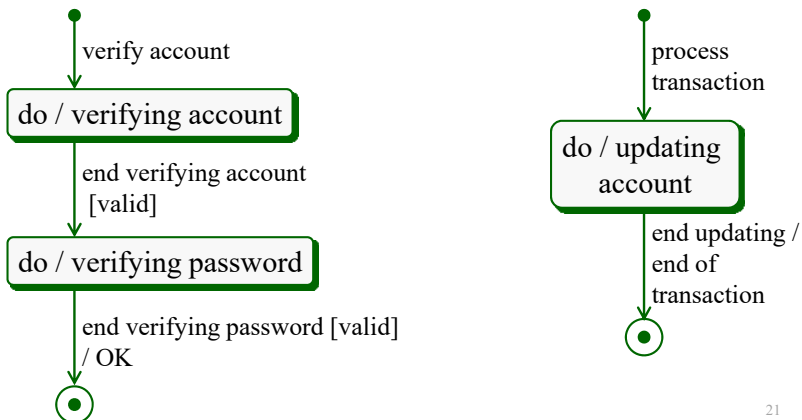 verify account
do / verifying account
end verifying account
[valid]
do / verifying password
end verifying password [valid]
/ OK
process
transaction
do / updating
account
end updating /
end of
transaction
21